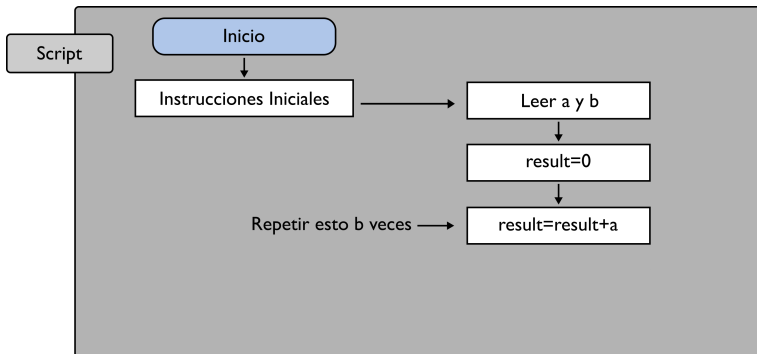 Inicio
Script
Instrucciones Iniciales
Leer a y b
result=0
Repetir esto b veces
result=result+a